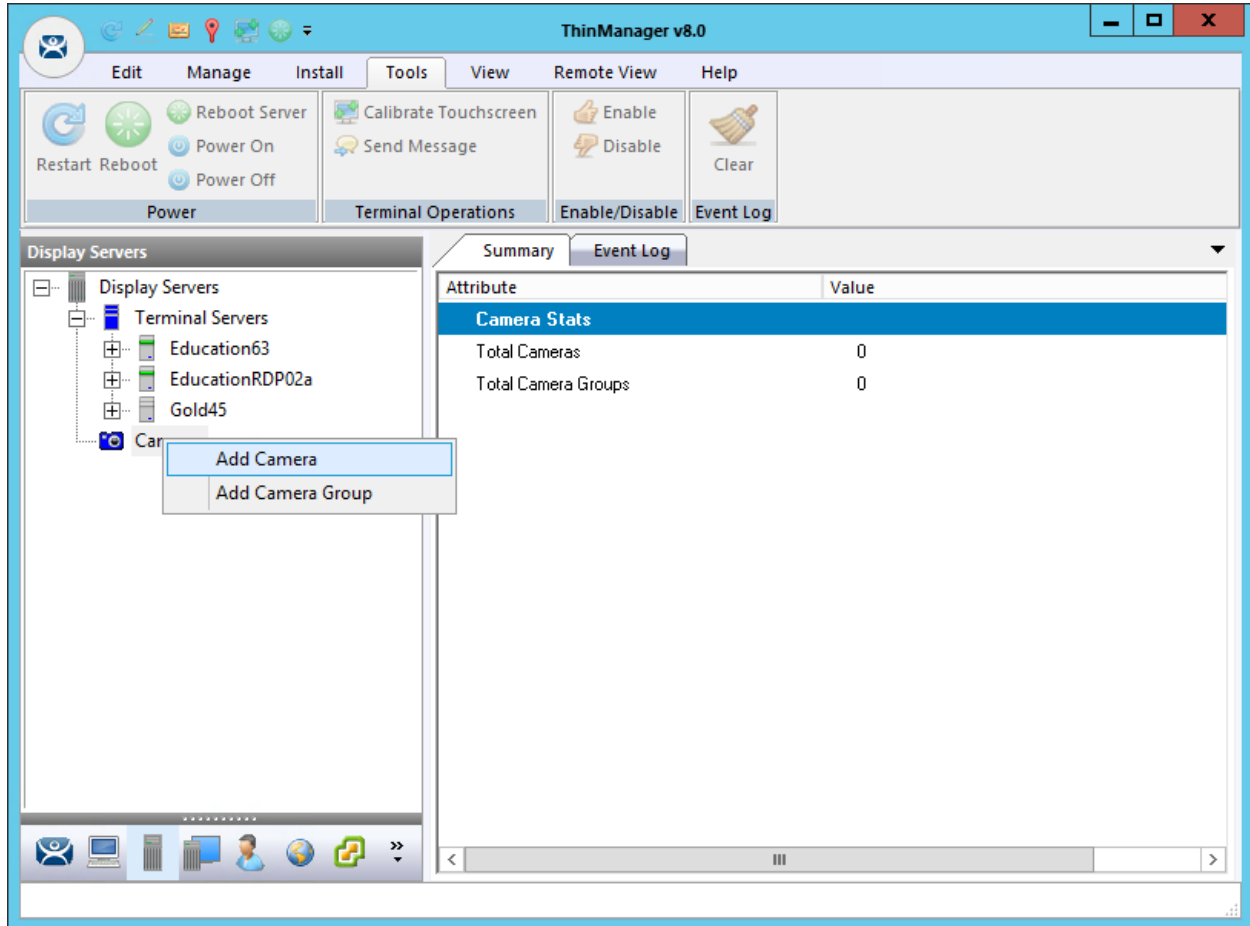 ThinManager v8.0
Edit Manage Install Tools View Remote View Help
Restart
Reboot
Reboot Server
Power On
Power Off
Power
Calibrate Touchscreen
Send Message
Terminal Operations
Enable
Disable
Enable/Disable
Clear
Event Log
Display Servers
Display Servers
Terminal Servers
Education63
EducationRDP02a
Gold45
Add Camera
Add Camera Group
Summary Event Log
Attribute Value
Camera Stats
Total Cameras 0
Total Camera Groups 0